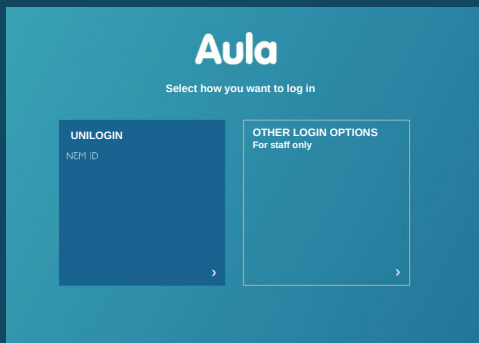 Aula
Select how you want to log in
UNILOGIN
NEM ID
OTHER LOGIN OPTIONS
For staff only